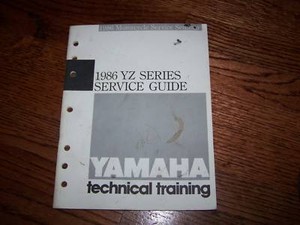 1986 YZ SERIES
SERVICE GUIDE
YAMAHA
technical training